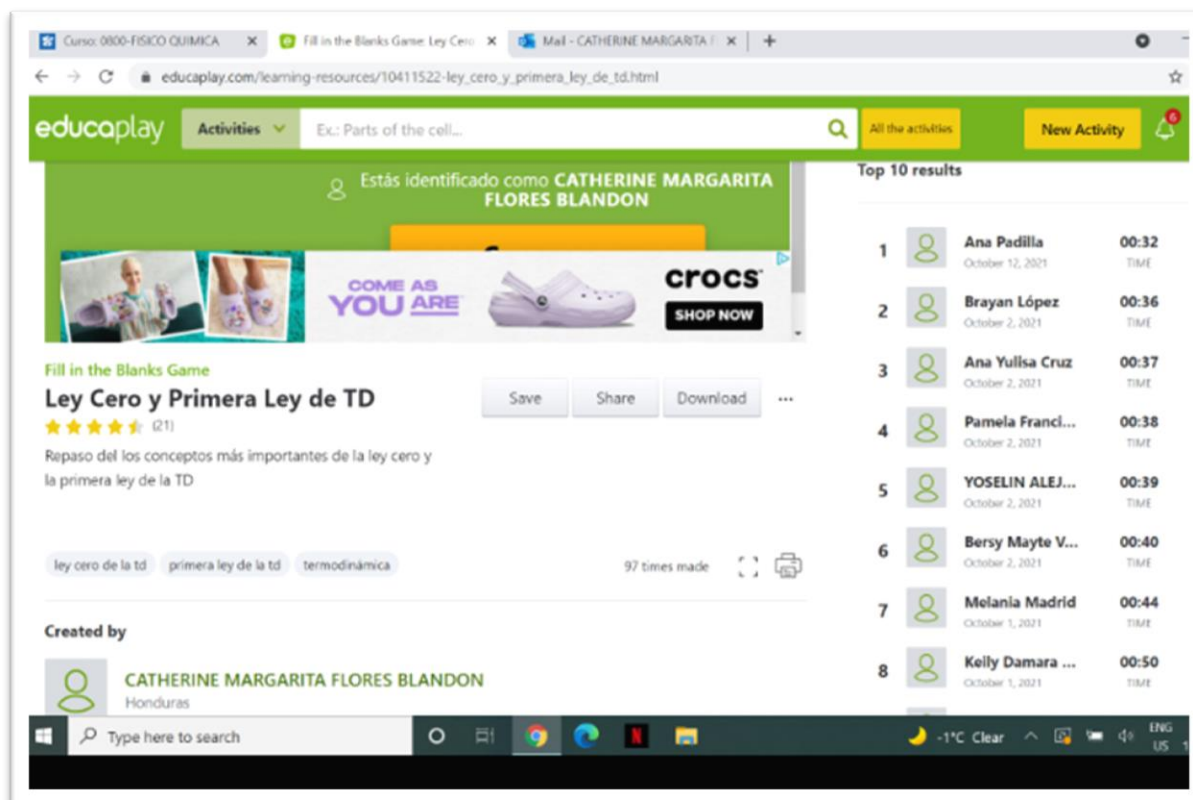 Curso: 0800-FISICO QUIMICA
Fill in the Blanks Game: Ley Cero
Mail - CATHERINE MARGARITA F
educaplay.com/learning-resources/10411522-ley_cero_y_primera_ley_de_td.html
educaplay
Activities
Ex.: Parts of the cell...
All the activities
New Activity
6
Estás identificado como CATHERINE MARGARITA
FLORES BLANDON
COME AS
YOU ARE
crocs
SHOP NOW
Fill in the Blanks Game
Ley Cero y Primera Ley de TD
(21)
Save
Share
Download
...
Repaso del los conceptos más importantes de la ley cero y
la primera ley de la TD
ley cero de la td
primera ley de la td
termodinámica
97 times made
Created by
CATHERINE MARGARITA FLORES BLANDON
Honduras
Top 10 results
1 Ana Padilla 00:32
October 12, 2021 TIME
2 Brayan López 00:36
October 2, 2021 TIME
3 Ana Yulisa Cruz 00:37
October 2, 2021 TIME
4 Pamela Franci... 00:38
October 2, 2021 TIME
5 YOSELIN ALEJ... 00:39
October 2, 2021 TIME
6 Bersy Mayte V... 00:40
October 2, 2021 TIME
7 Melania Madrid 00:44
October 1, 2021 TIME
8 Kelly Damara ... 00:50
October 1, 2021 TIME
Type here to search
N
-1°C Clear
ENG
US
1